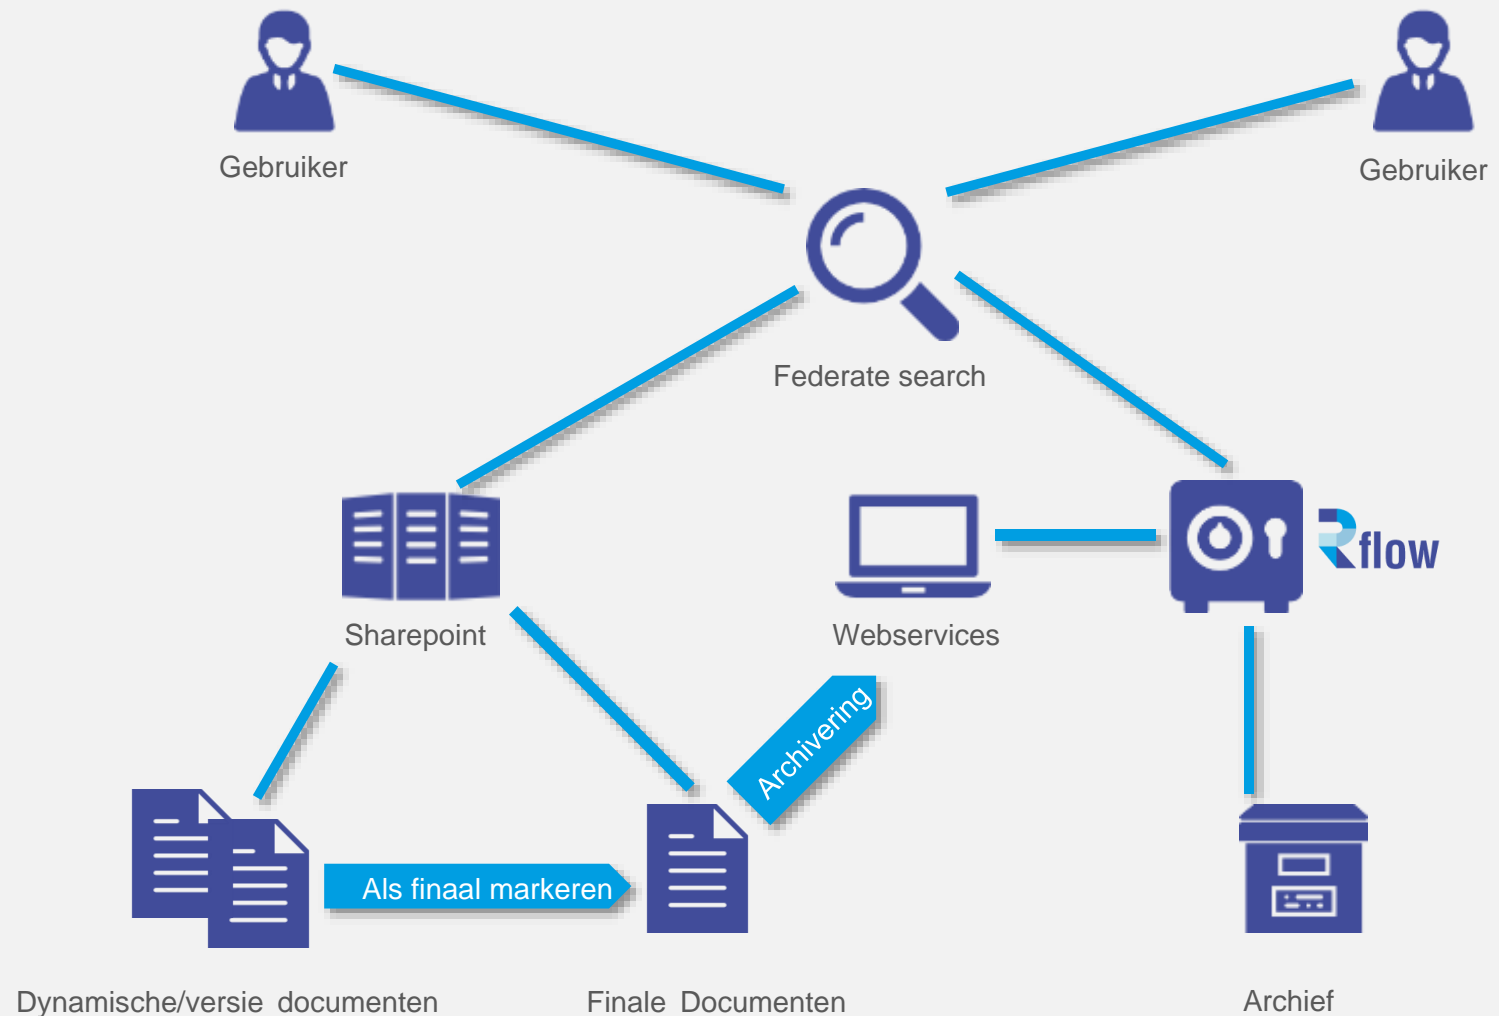 Gebruiker
Gebruiker
Federate search
Rflow
Sharepoint
Webservices
Archivering
Als finaal markeren
Dynamische/versie documenten
Finale Documenten
Archief